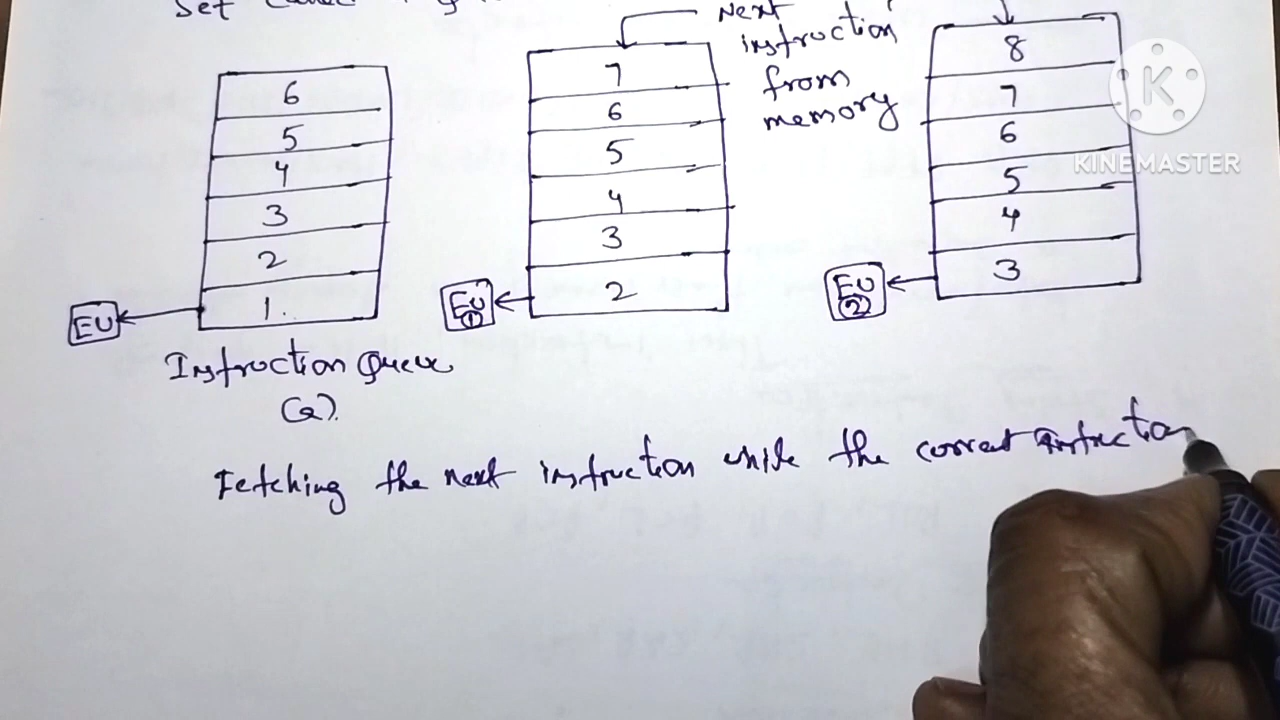 Set
Next
instruction
from
memory
6
5
4
3
2
1.
EU
7
6
5
4
3
2
EU
1
8
7
6
5
4
3
EU
2
KINEMASTER
K
Instruction Queue
(a).
Fetching the next instruction while the current instruction